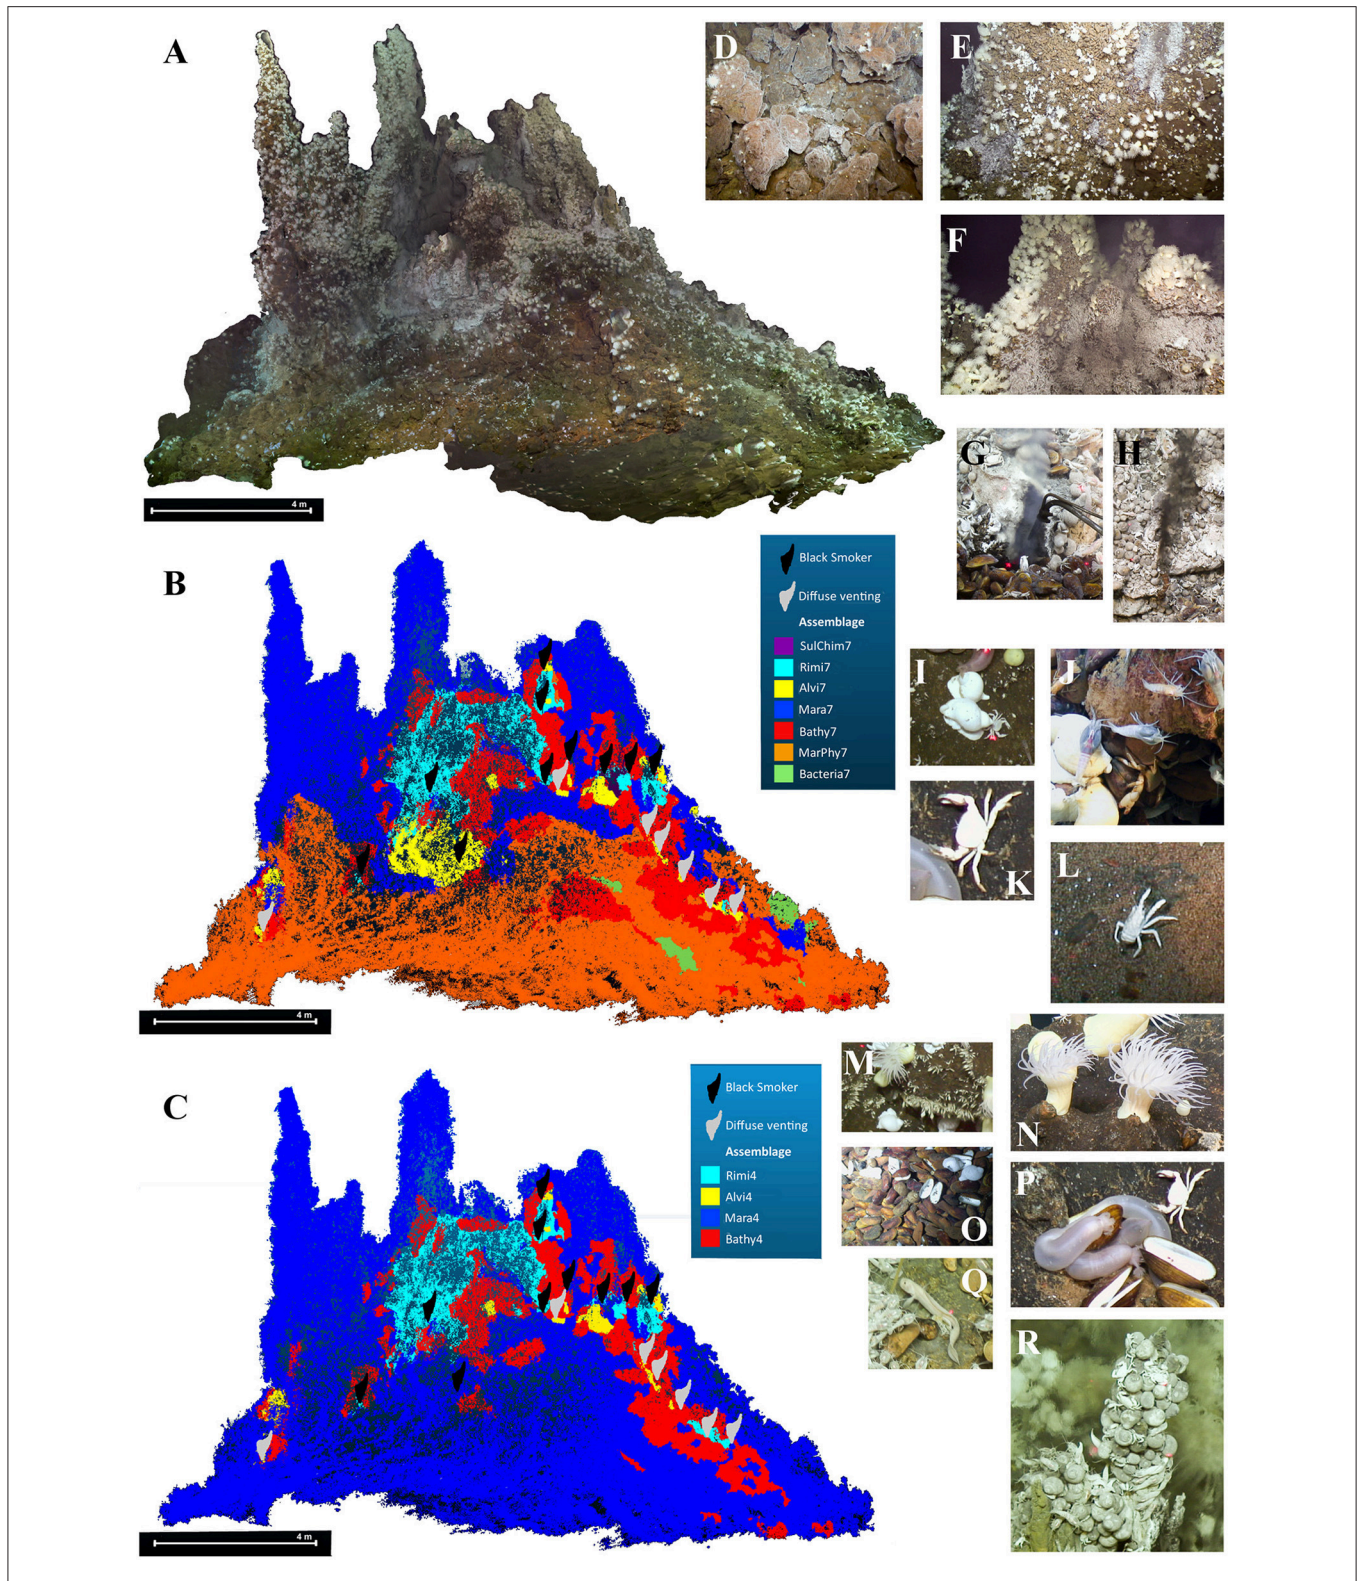 A
D
E
F
4 m
G
H
B
Black Smoker
Diffuse venting
Assemblage
SulChim7
Rimi7
Alvi7
Mara7
Bathy7
MarPhy7
Bacteria7
I
J
K
L
4 m
C
Black Smoker
Diffuse venting
Assemblage
Rimi4
Alvi4
Mara4
Bathy4
M
N
O
P
Q
R
4 m